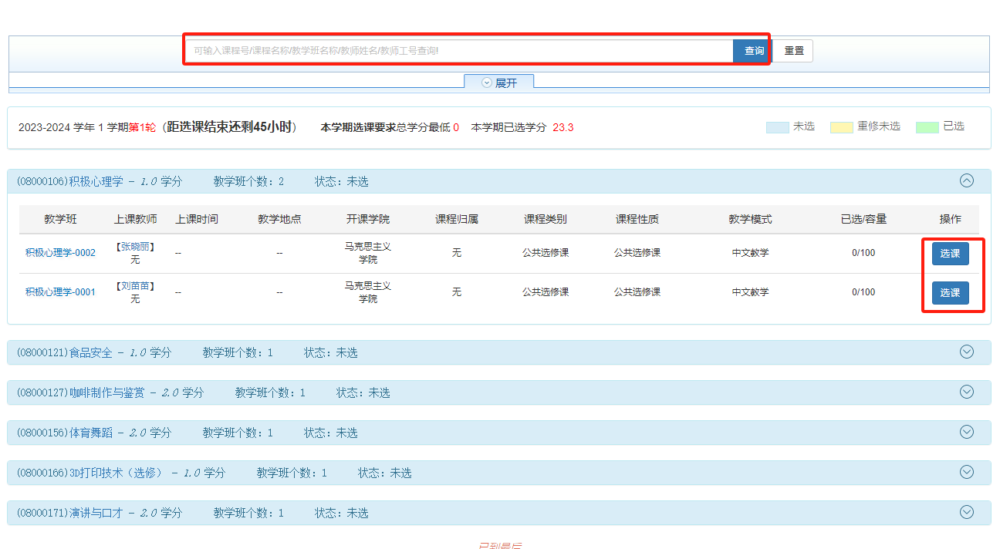 可输入课程号/课程名称/教学班名称/教师姓名/教师工号查询! 查询 重置
展开
2023-2024 学年 1 学期第1轮（距选课结束还剩45小时） 本学期选课要求总学分最低 0 本学期已选学分 23.3 未选 重修未选 已选
(08000106)积极心理学 - 1.0 学分 教学班个数：2 状态：未选
教学班 上课教师 上课时间 教学地点 开课学院 课程归属 课程类别 课程性质 教学模式 已选/容量 操作
积极心理学-0002 【张晓丽】 无 -- -- 马克思主义学院 无 公共选修课 公共选修课 中文教学 0/100 选课
积极心理学-0001 【刘苗苗】 无 -- -- 马克思主义学院 无 公共选修课 公共选修课 中文教学 0/100 选课
(08000121)食品安全 - 1.0 学分 教学班个数：1 状态：未选
(08000127)咖啡制作与鉴赏 - 2.0 学分 教学班个数：1 状态：未选
(08000156)体育舞蹈 - 2.0 学分 教学班个数：1 状态：未选
(08000166)3D打印技术（选修） - 1.0 学分 教学班个数：1 状态：未选
(08000171)演讲与口才 - 2.0 学分 教学班个数：1 状态：未选
已到最后